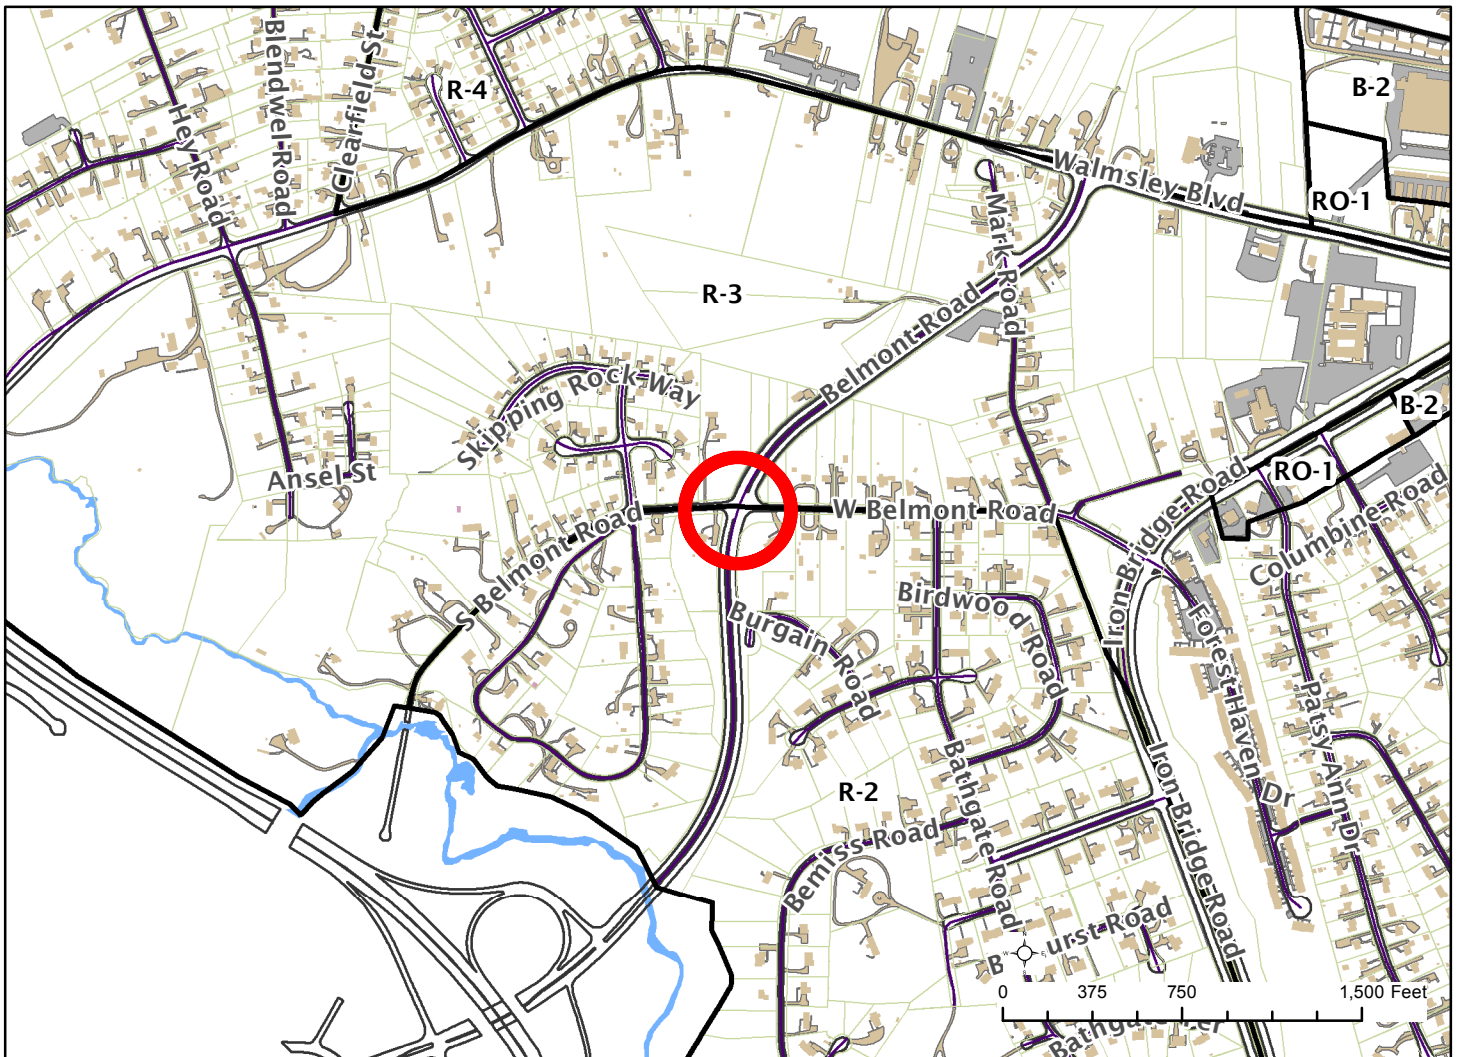 Hey Road
Blendwel Road
Clearfield St
R-4
B-2
Walmsley Blvd
RO-1
Mark Road
R-3
Belmont Road
Skipping Rock Way
Ansel St
B-2
RO-1
S Belmont Road
W Belmont Road
Iron Bridge Road
Columbine Road
Birdwood Road
Burgain Road
Forest Haven Dr
Patsy Ann Dr
R-2
Bathgate Road
Bemiss Road
Iron Bridge Road
urst Road
N
W
E
S
0
375
750
1,500 Feet